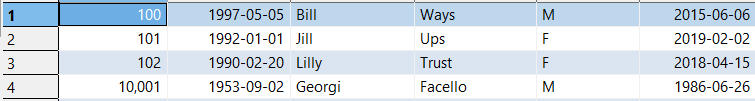 1 100 1997-05-05 Bill Ways M 2015-06-06
2 101 1992-01-01 Jill Ups F 2019-02-02
3 102 1990-02-20 Lilly Trust F 2018-04-15
4 10,001 1953-09-02 Georgi Facello M 1986-06-26